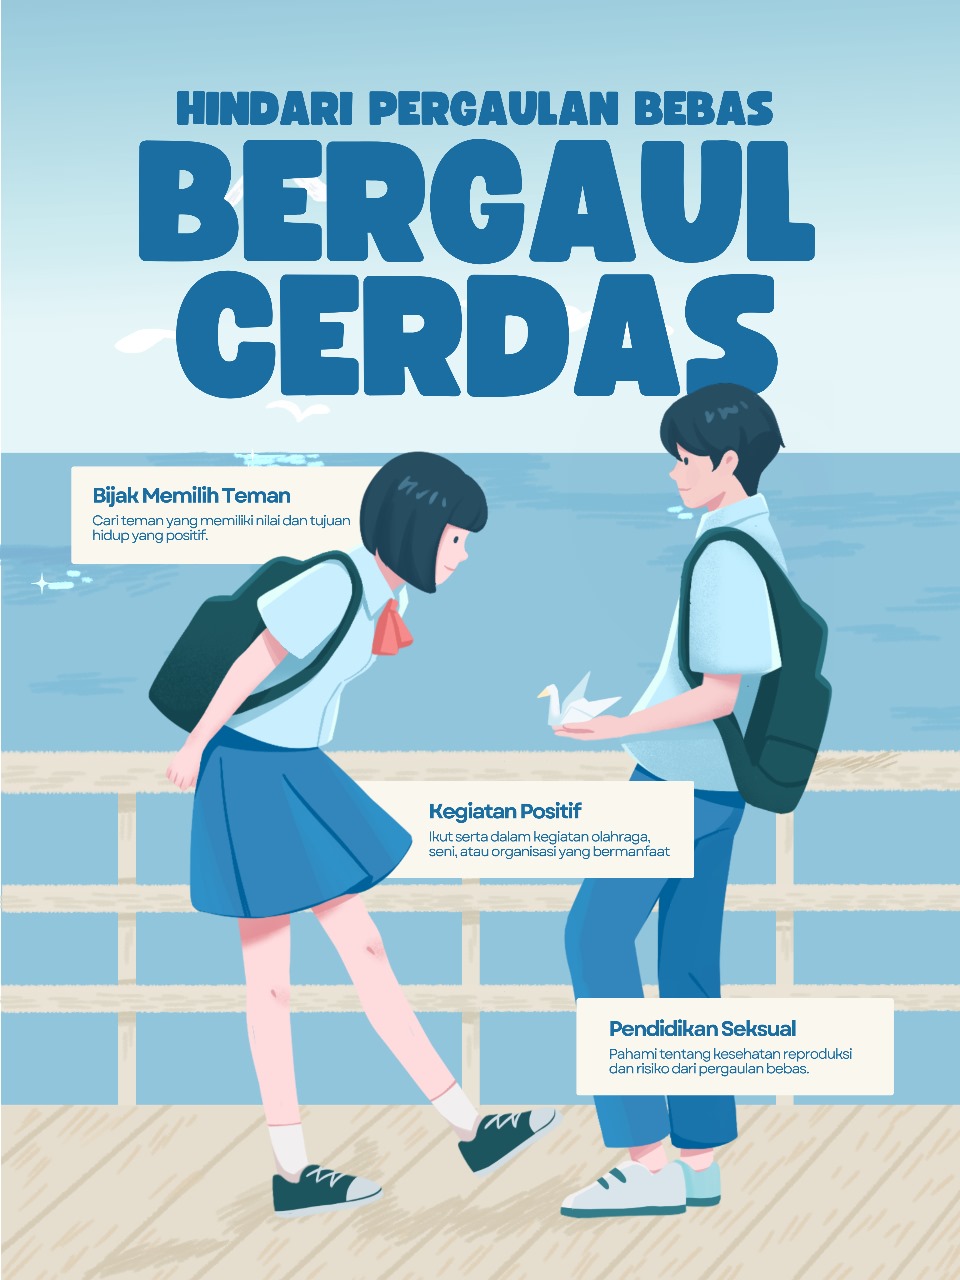 HINDARI PERGAULAN BEBAS
BERGAUL
CERDAS
Bijak Memilih Teman
Cari teman yang memiliki nilai dan tujuan
hidup yang positif.
Kegiatan Positif
Ikut serta dalam kegiatan olahraga,
seni, atau organisasi yang bermanfaat
Pendidikan Seksual
Pahami tentang kesehatan reproduksi
dan risiko dari pergaulan bebas.